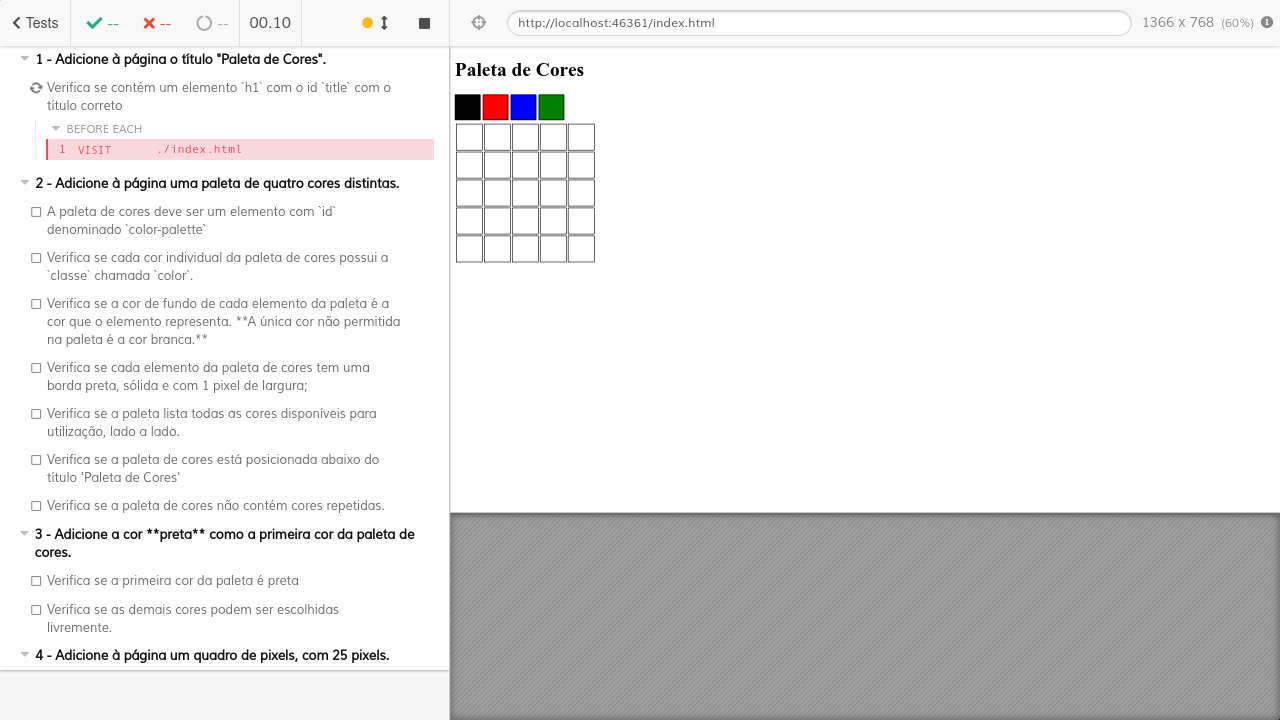 Tests
--
--
--
00.10
http://localhost:46361/index.html
1366 x 768 (60%)
1 - Adicione à página o título "Paleta de Cores".
Verifica se contém um elemento `h1` com o id `title` com o
título correto
BEFORE EACH
1 VISIT ./index.html
2 - Adicione à página uma paleta de quatro cores distintas.
A paleta de cores deve ser um elemento com `id`
denominado `color-palette`
Verifica se cada cor individual da paleta de cores possui a
`classe` chamada `color`.
Verifica se a cor de fundo de cada elemento da paleta é a
cor que o elemento representa. **A única cor não permitida
na paleta é a cor branca.**
Verifica se cada elemento da paleta de cores tem uma
borda preta, sólida e com 1 pixel de largura;
Verifica se a paleta lista todas as cores disponíveis para
utilização, lado a lado.
Verifica se a paleta de cores está posicionada abaixo do
título 'Paleta de Cores'
Verifica se a paleta de cores não contém cores repetidas.
3 - Adicione a cor **preta** como a primeira cor da paleta de
cores.
Verifica se a primeira cor da paleta é preta
Verifica se as demais cores podem ser escolhidas
livremente.
4 - Adicione à página um quadro de pixels, com 25 pixels.
Paleta de Cores